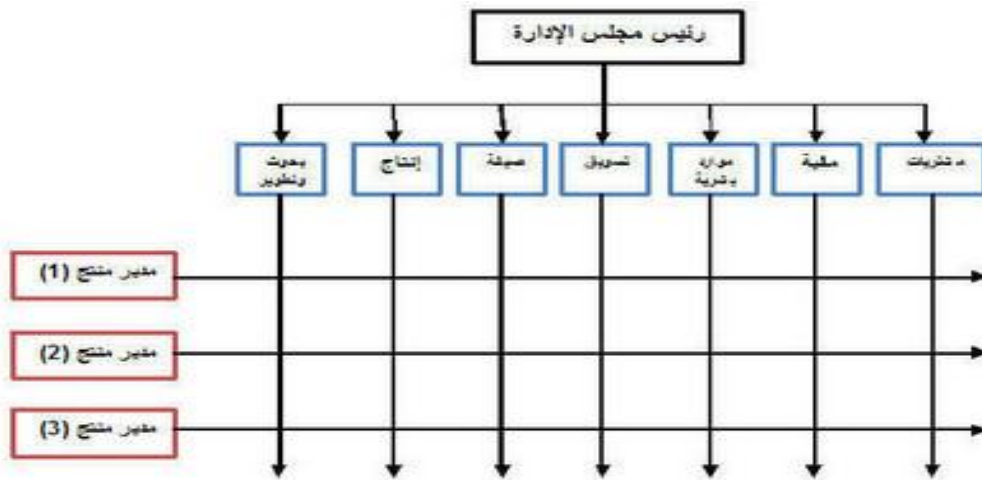 رئيس مجلس الإدارة
مشتريات
مالية
موارد
بشرية
تسويق
صيانة
إنتاج
بحوث
وتطوير
مدير منتج (1)
مدير منتج (2)
مدير منتج (3)